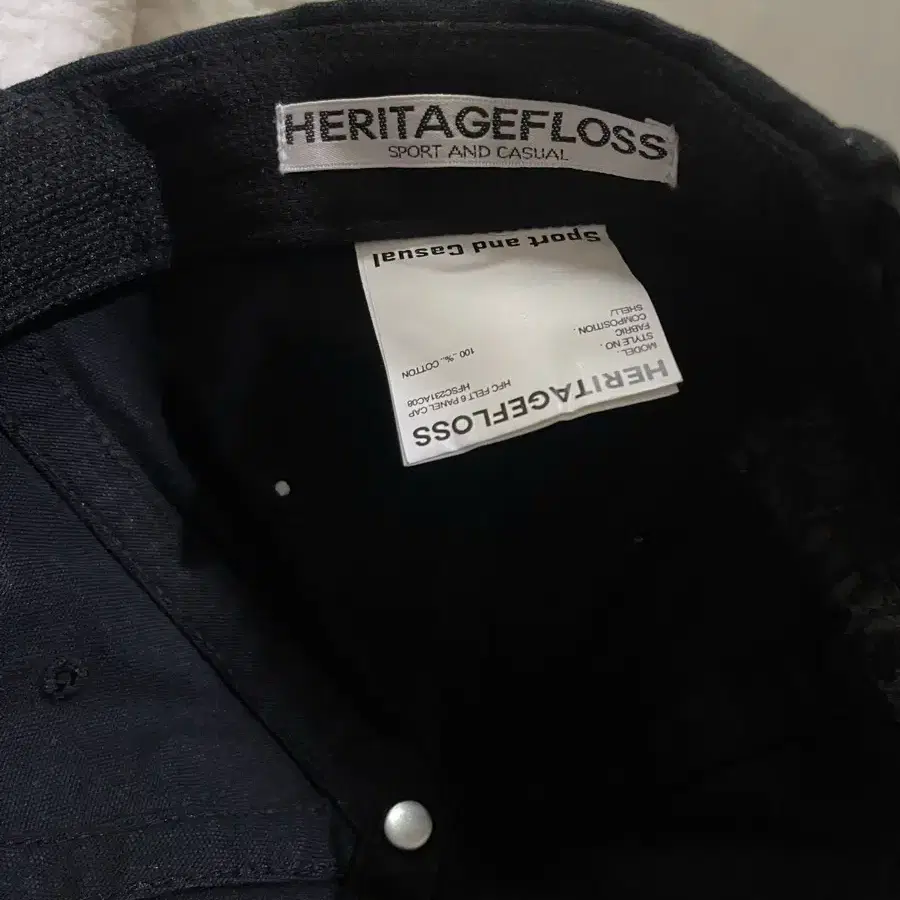 HERITAGEFLOSS
SPORT AND CASUAL
HERITAGEFLOSS
MODEL. HFC FELT 6 PANEL CAP
STYLE NO. HFSC231AC08
FABRIC
COMPOSITION. 100_%_ COTTON
SHELL/
Sport and Casual